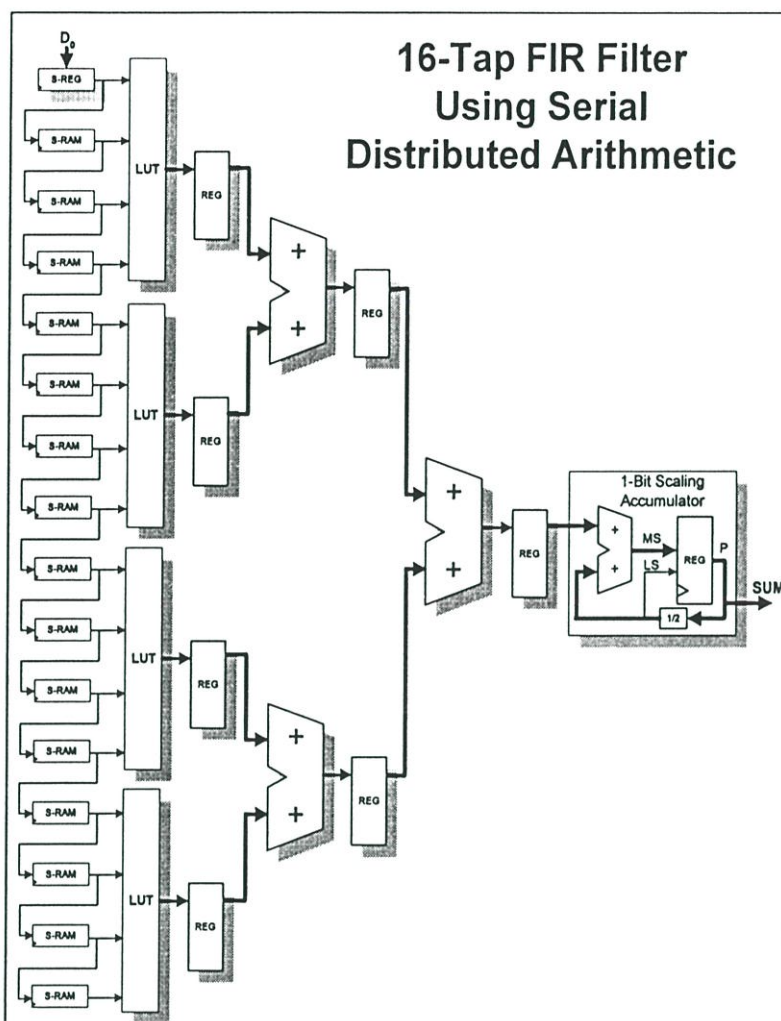 16-Tap FIR Filter
Using Serial
Distributed Arithmetic
D₀
S-REG
S-RAM
S-RAM
S-RAM
LUT
REG
S-RAM
S-RAM
S-RAM
S-RAM
LUT
REG
+
+
REG
S-RAM
S-RAM
S-RAM
S-RAM
LUT
REG
S-RAM
S-RAM
S-RAM
S-RAM
LUT
REG
+
+
REG
+
+
REG
1-Bit Scaling
Accumulator
+
+
MS
LS
REG
P
1/2
SUM